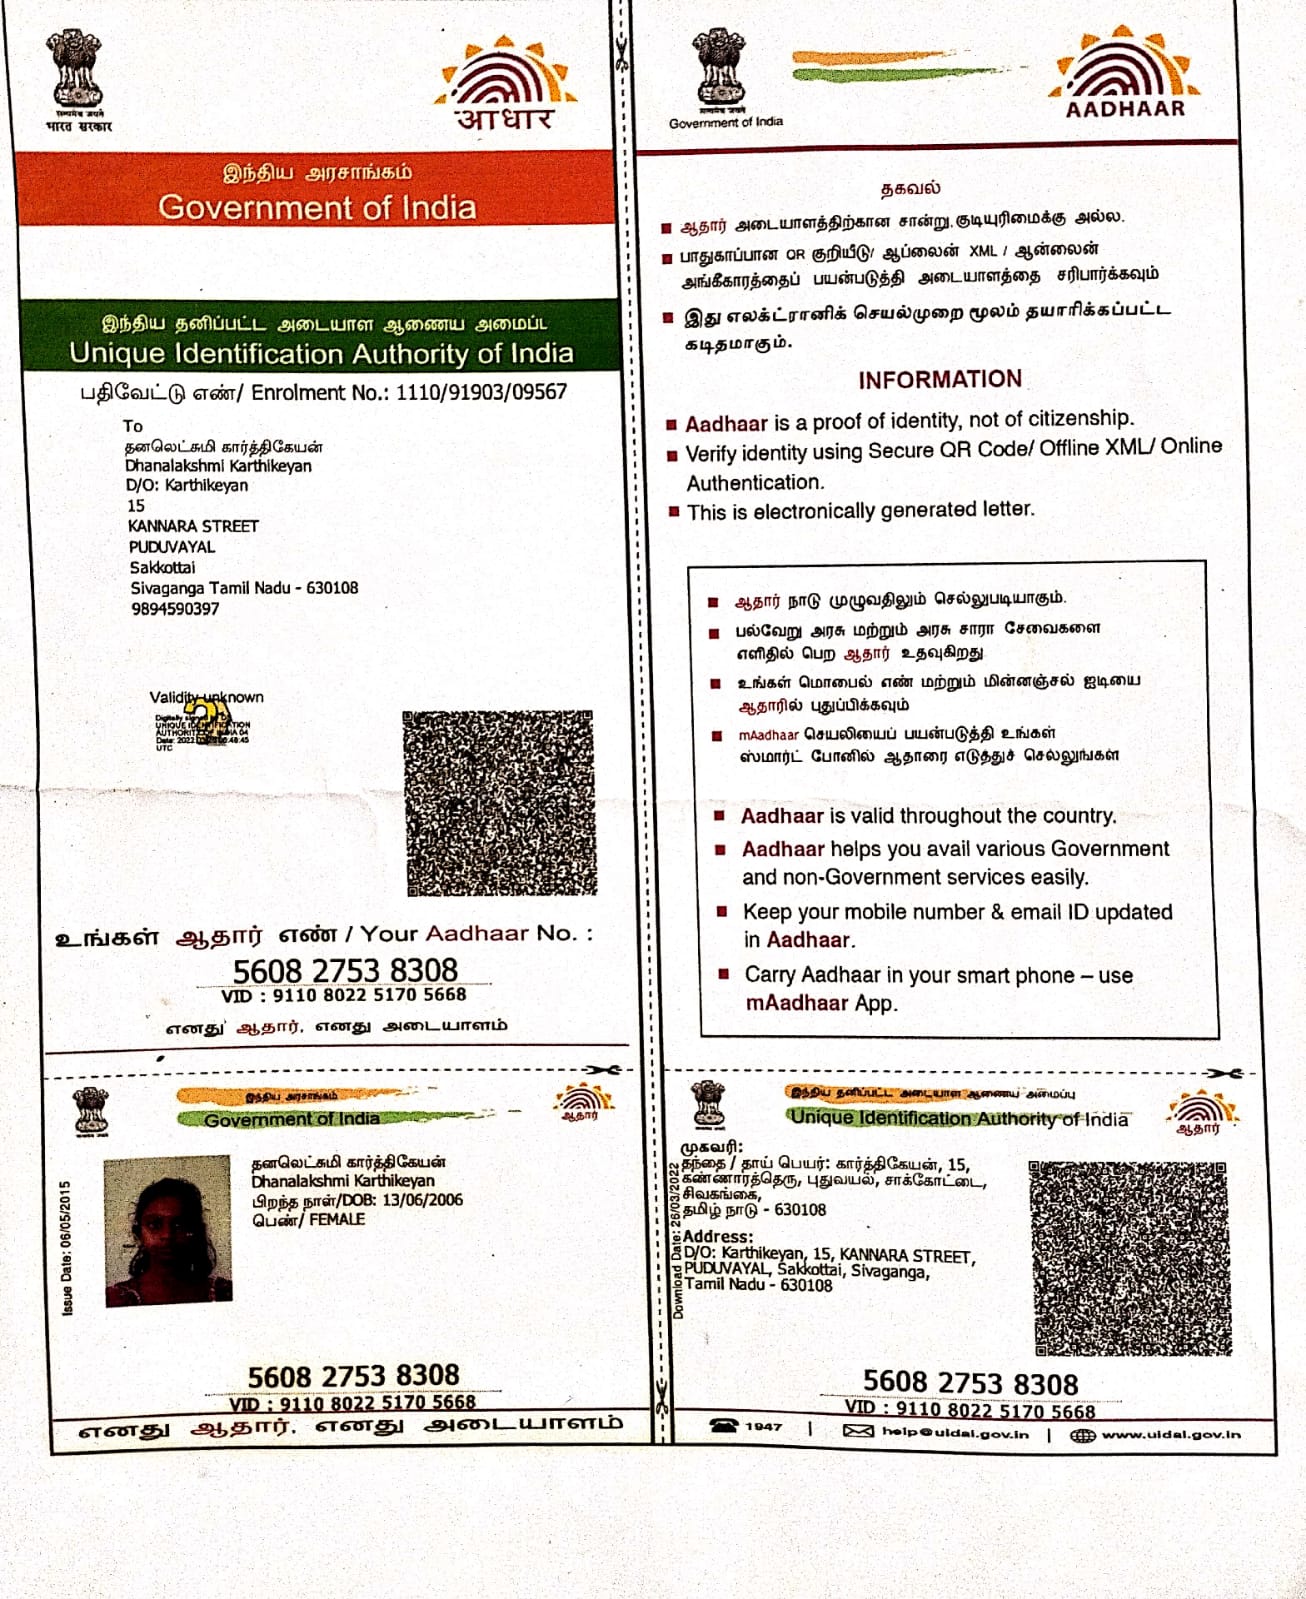 सत्यमेव जयते
भारत सरकार
आधार
இந்திய அரசாங்கம்
Government of India
இந்திய தனிப்பட்ட அடையாள ஆணைய அமைப்ப
Unique Identification Authority of India
பதிவேட்டு எண்/ Enrolment No.: 1110/91903/09567
To
தனலெட்சுமி கார்த்திகேயன்
Dhanalakshmi Karthikeyan
D/O: Karthikeyan
15
KANNARA STREET
PUDUVAYAL
Sakkottai
Sivaganga Tamil Nadu - 630108
9894590397
Validity unknown
Digitally signed by
UNIQUE IDENTIFICATION
AUTHORITY OF INDIA 04
Date: 2022
UTC
உங்கள் ஆதார் எண் / Your Aadhaar No. :
5608 2753 8308
VID : 9110 8022 5170 5668
எனது ஆதார், எனது அடையாளம்
இந்திய அரசாங்கம்
Government of India
ஆதார்
Issue Date: 06/05/2015
தனலெட்சுமி கார்த்திகேயன்
Dhanalakshmi Karthikeyan
பிறந்த நாள்/DOB: 13/06/2006
பெண்/ FEMALE
5608 2753 8308
VID : 9110 8022 5170 5668
எனது ஆதார், எனது அடையாளம்
सत्यमेव जयते
Government of India
AADHAAR
தகவல்
ஆதார் அடையாளத்திற்கான சான்று, குடியுரிமைக்கு அல்ல.
பாதுகாப்பான QR குறியீடு/ ஆப்லைன் XML / ஆன்லைன்
அங்கீகாரத்தைப் பயன்படுத்தி அடையாளத்தை சரிபார்க்கவும்
இது எலக்ட்ரானிக் செயல்முறை மூலம் தயாரிக்கப்பட்ட
கடிதமாகும்.
INFORMATION
Aadhaar is a proof of identity, not of citizenship.
Verify identity using Secure QR Code/ Offline XML/ Online
Authentication.
This is electronically generated letter.
ஆதார் நாடு முழுவதிலும் செல்லுபடியாகும்.
பல்வேறு அரசு மற்றும் அரசு சாரா சேவைகளை
எளிதில் பெற ஆதார் உதவுகிறது
உங்கள் மொபைல் எண் மற்றும் மின்னஞ்சல் ஐடியை
ஆதாரில் புதுப்பிக்கவும்
mAadhaar செயலியைப் பயன்படுத்தி உங்கள்
ஸ்மார்ட் போனில் ஆதாரை எடுத்துச் செல்லுங்கள்
Aadhaar is valid throughout the country.
Aadhaar helps you avail various Government
and non-Government services easily.
Keep your mobile number & email ID updated
in Aadhaar.
Carry Aadhaar in your smart phone – use
mAadhaar App.
இந்திய தனிப்பட்ட அடையாள ஆணைய அமைப்பு
Unique Identification Authority of India
ஆதார்
Download Date: 26/03/2022
முகவரி:
தந்தை / தாய் பெயர்: கார்த்திகேயன், 15,
கண்ணாரத்தெரு, புதுவயல், சாக்கோட்டை,
சிவகங்கை,
தமிழ் நாடு - 630108
Address:
D/O: Karthikeyan, 15, KANNARA STREET,
PUDUVAYAL, Sakkottai, Sivaganga,
Tamil Nadu - 630108
5608 2753 8308
VID : 9110 8022 5170 5668
1947 | help@uidai.gov.in | www.uidai.gov.in